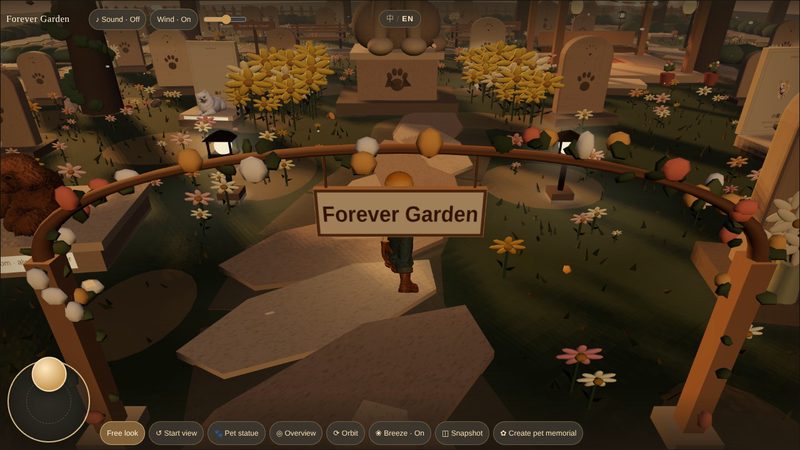 Forever Garden
♪ Sound · Off
Wind · On
中 / EN
Forever Garden
Free look
↺ Start view
🐾 Pet statue
◎ Overview
⟳ Orbit
❀ Breeze · On
◫ Snapshot
✿ Create pet memorial